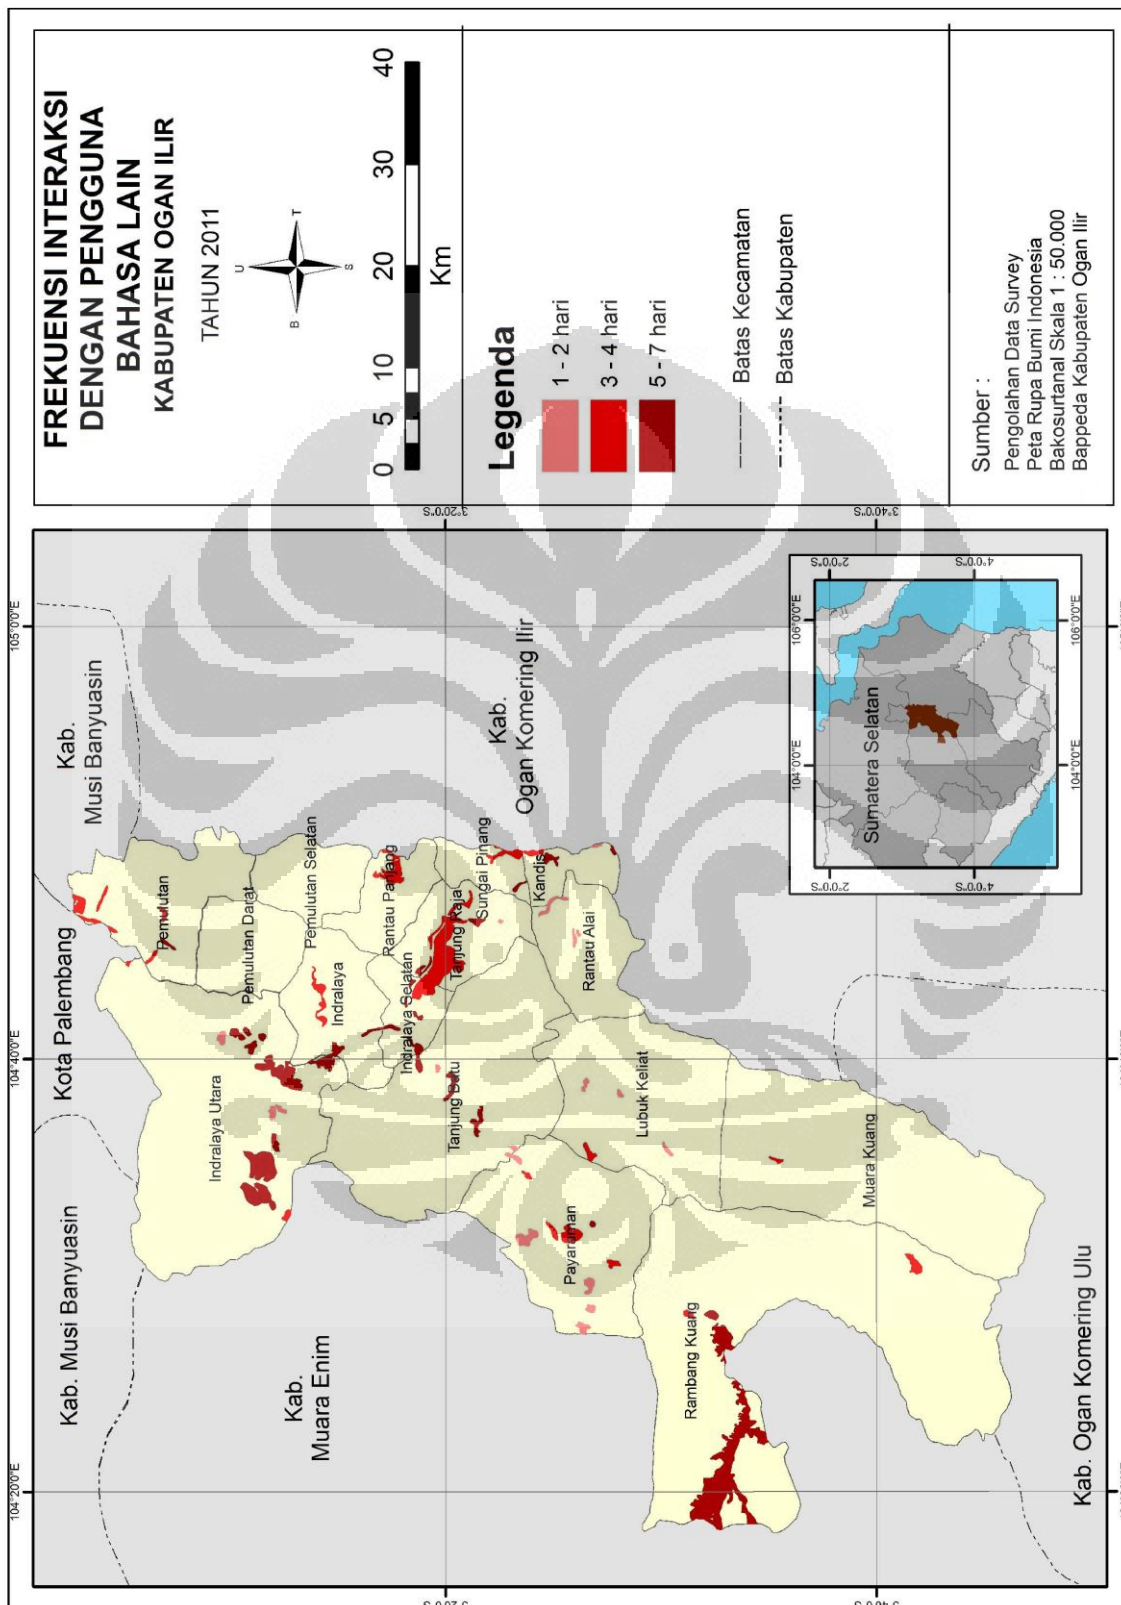 FREKUENSI INTERAKSI
DENGAN PENGGUNA
BAHASA LAIN
KABUPATEN OGAN ILIR
TAHUN 2011
U
B
T
S
0 5 10 20 30 40
Km
Legenda
1 - 2 hari
3 - 4 hari
5 - 7 hari
Batas Kecamatan
Batas Kabupaten
Sumber :
Pengolahan Data Survey
Peta Rupa Bumi Indonesia
Bakosurtanal Skala 1 : 50.000
Bappeda Kabupaten Ogan Ilir
104°20'0"E
104°40'0"E
105°0'0"E
3°20'0"S
3°40'0"S
Kab. Musi Banyuasin
Kota Palembang
Kab.
Musi Banyuasin
Kab.
Muara Enim
Kab.
Ogan Komering Ilir
Kab. Ogan Komering Ulu
Pemulutan
Pemulutan Darat
Pemulutan Selatan
Indralaya Utara
Indralaya
Indralaya Selatan
Rantau Panjang
Tanjung Raja
Sungai Pinang
Kandis
Rantau Alai
Tanjung Batu
Lubuk Keliat
Payaraman
Rambang Kuang
Muara Kuang
Sumatera Selatan
104°0'0"E
106°0'0"E
2°0'0"S
4°0'0"S
2°0'0"S
4°0'0"S